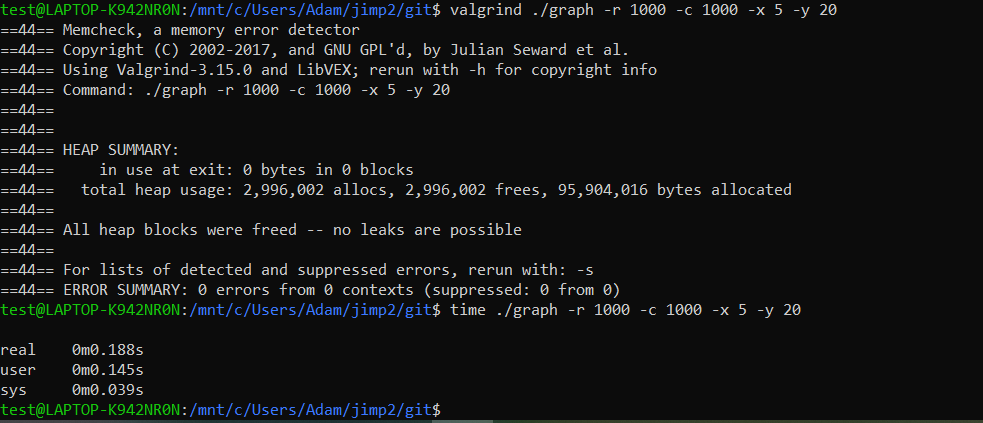 test@LAPTOP-K942NR0N:/mnt/c/Users/Adam/jimp2/git$ valgrind ./graph -r 1000 -c 1000 -x 5 -y 20
==44== Memcheck, a memory error detector
==44== Copyright (C) 2002-2017, and GNU GPL'd, by Julian Seward et al.
==44== Using Valgrind-3.15.0 and LibVEX; rerun with -h for copyright info
==44== Command: ./graph -r 1000 -c 1000 -x 5 -y 20
==44==
==44==
==44== HEAP SUMMARY:
==44==     in use at exit: 0 bytes in 0 blocks
==44==   total heap usage: 2,996,002 allocs, 2,996,002 frees, 95,904,016 bytes allocated
==44==
==44== All heap blocks were freed -- no leaks are possible
==44==
==44== For lists of detected and suppressed errors, rerun with: -s
==44== ERROR SUMMARY: 0 errors from 0 contexts (suppressed: 0 from 0)
test@LAPTOP-K942NR0N:/mnt/c/Users/Adam/jimp2/git$ time ./graph -r 1000 -c 1000 -x 5 -y 20
real    0m0.188s
user    0m0.145s
sys     0m0.039s
test@LAPTOP-K942NR0N:/mnt/c/Users/Adam/jimp2/git$